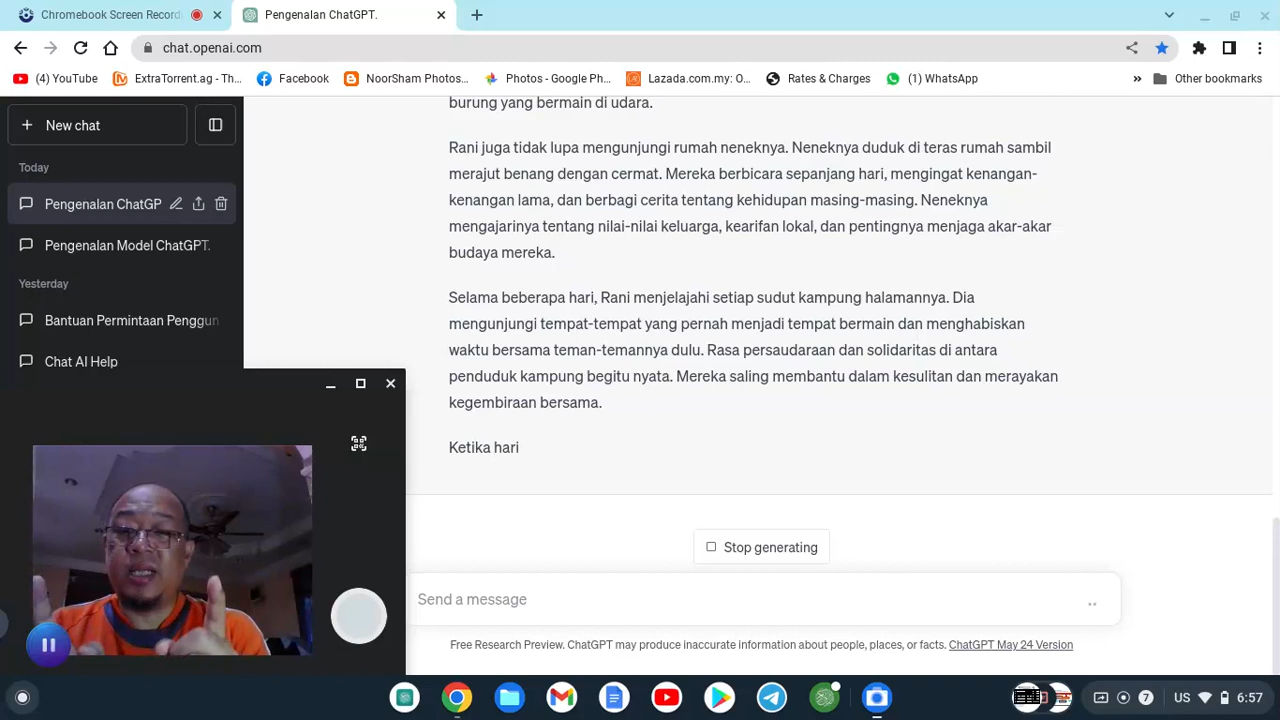 Chromebook Screen Record
Pengenalan ChatGPT.
chat.openai.com
(4) YouTube
ExtraTorrent.ag - Th...
Facebook
NoorSham Photos...
Photos - Google Ph...
Lazada.com.my: O...
Rates & Charges
(1) WhatsApp
»
Other bookmarks
New chat
Today
Pengenalan ChatGP
Pengenalan Model ChatGPT.
Yesterday
Bantuan Permintaan Penggun
Chat AI Help
burung yang bermain di udara.
Rani juga tidak lupa mengunjungi rumah neneknya. Neneknya duduk di teras rumah sambil
merajut benang dengan cermat. Mereka berbicara sepanjang hari, mengingat kenangan-
kenangan lama, dan berbagi cerita tentang kehidupan masing-masing. Neneknya
mengajarinya tentang nilai-nilai keluarga, kearifan lokal, dan pentingnya menjaga akar-akar
budaya mereka.
Selama beberapa hari, Rani menjelajahi setiap sudut kampung halamannya. Dia
mengunjungi tempat-tempat yang pernah menjadi tempat bermain dan menghabiskan
waktu bersama teman-temannya dulu. Rasa persaudaraan dan solidaritas di antara
penduduk kampung begitu nyata. Mereka saling membantu dalam kesulitan dan merayakan
kegembiraan bersama.
Ketika hari
Stop generating
Send a message
Free Research Preview. ChatGPT may produce inaccurate information about people, places, or facts. ChatGPT May 24 Version
7
US
6:57